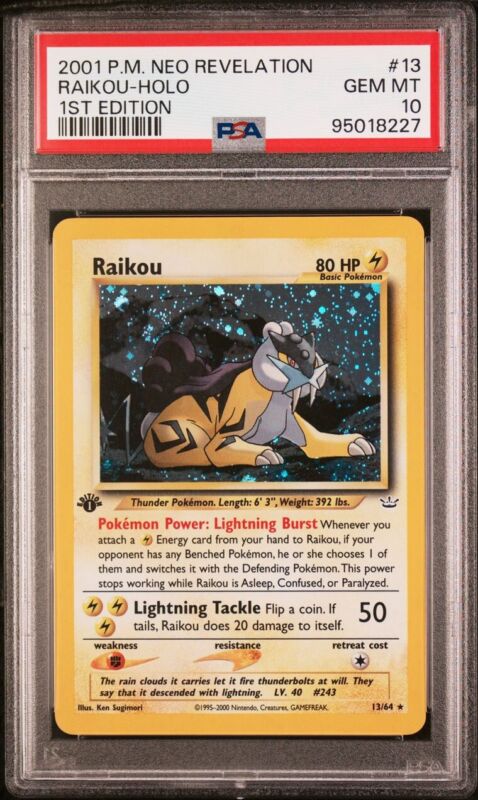 2001 P.M. NEO REVELATION #13
RAIKOU-HOLO GEM MT
1ST EDITION 10
PSA 95018227
Raikou 80 HP
Basic Pokémon
Thunder Pokémon. Length: 6' 3", Weight: 392 lbs.
EDITION
1
Pokémon Power: Lightning Burst Whenever you
attach a Energy card from your hand to Raikou, if your
opponent has any Benched Pokémon, he or she chooses 1 of
them and switches it with the Defending Pokémon. This power
stops working while Raikou is Asleep, Confused, or Paralyzed.
Lightning Tackle Flip a coin. If 50
tails, Raikou does 20 damage to itself.
weakness resistance retreat cost
The rain clouds it carries let it fire thunderbolts at will. They
say that it descended with lightning. LV. 40 #243
Illus. Ken Sugimori ©1995-2000 Nintendo, Creatures, GAMEFREAK. 13/64 ★
PSA